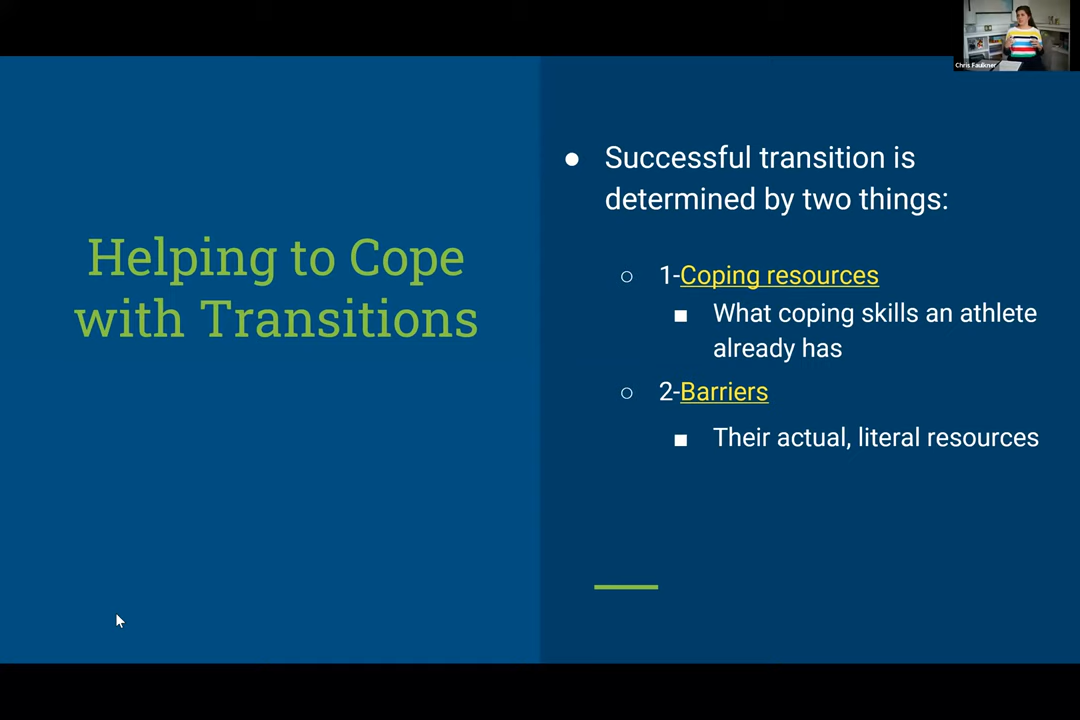 Chris Faulkner
Helping to Cope
with Transitions
● Successful transition is
determined by two things:
○ 1-Coping resources
■ What coping skills an athlete
already has
○ 2-Barriers
■ Their actual, literal resources